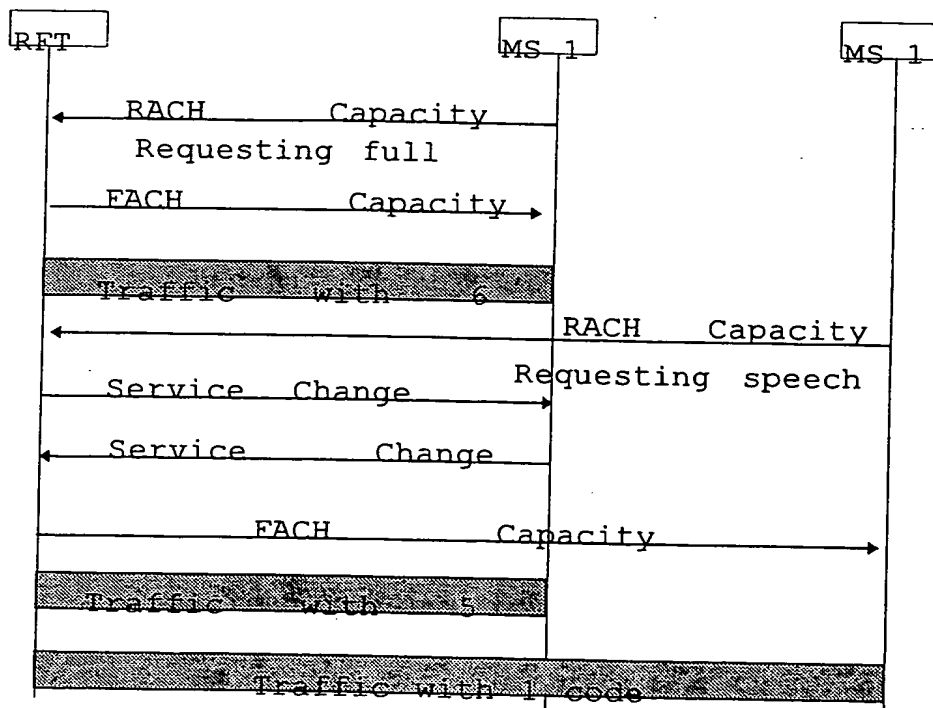 RFT
MS 1
MS 1
RACH Capacity
Requesting full
FACH Capacity
Traffic with 6
RACH Capacity
Requesting speech
Service Change
Service Change
FACH Capacity
Traffic with 5
Traffic with 1 code